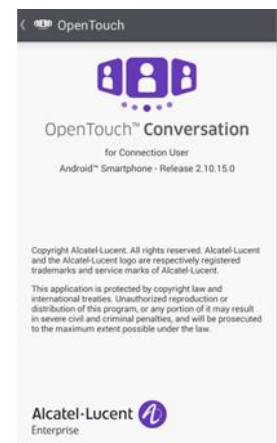 OpenTouch
OpenTouch™ Conversation
for Connection User
Android™ Smartphone - Release 2.10.15.0
Copyright Alcatel-Lucent. All rights reserved. Alcatel-Lucent
and the Alcatel-Lucent logo are respectively registered
trademarks and service marks of Alcatel-Lucent.
This application is protected by copyright law and
international treaties. Unauthorized reproduction or
distribution of this program, or any portion of it may result
in severe civil and criminal penalties, and will be prosecuted
to the maximum extent possible under the law.
Alcatel·Lucent
Enterprise